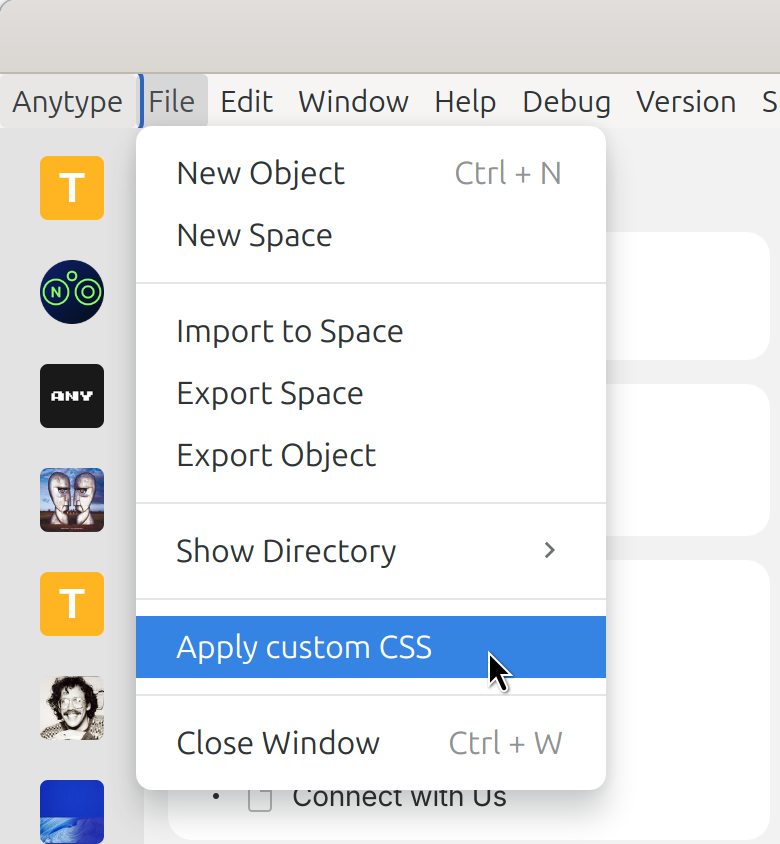 Anytype File Edit Window Help Debug Version S
T
N
ANY
T
New Object Ctrl + N
New Space
Import to Space
Export Space
Export Object
Show Directory
Apply custom CSS
Close Window Ctrl + W
Connect with Us